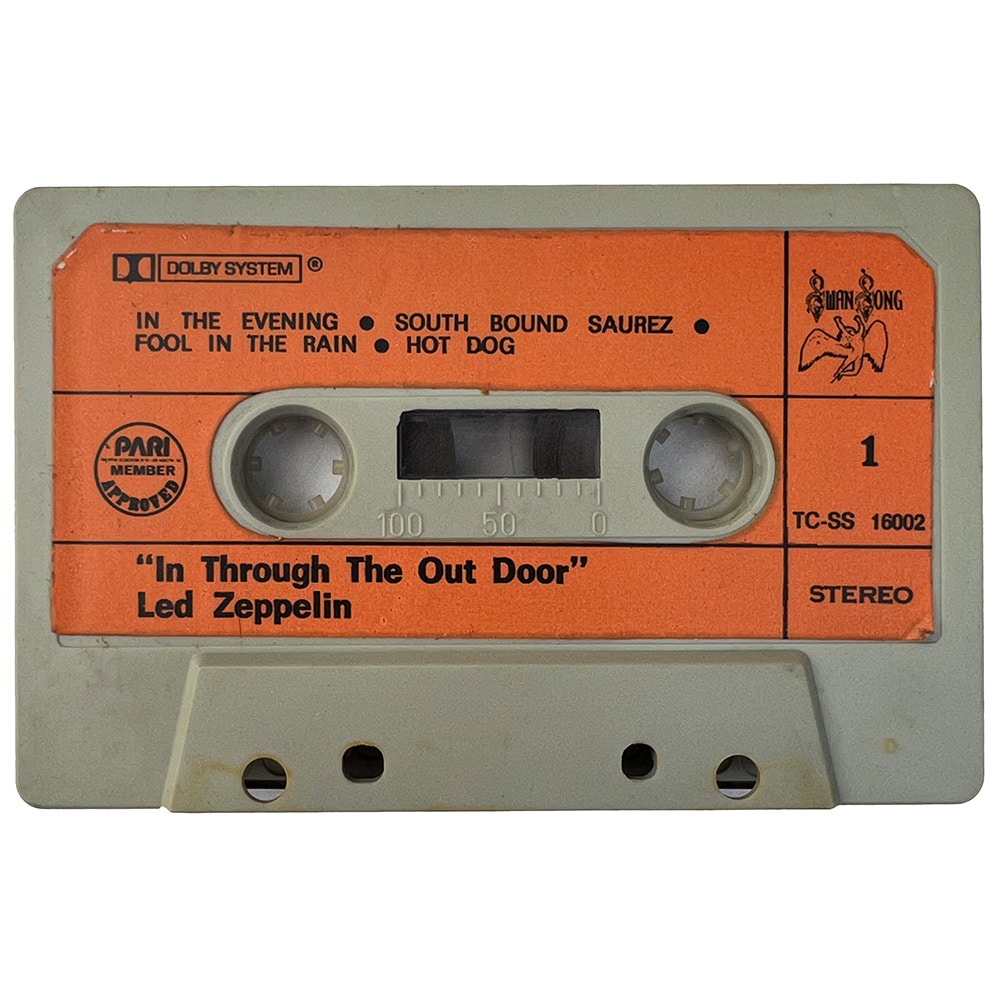 DOLBY SYSTEM ®
IN THE EVENING ● SOUTH BOUND SAUREZ ●
FOOL IN THE RAIN ● HOT DOG
SWAN SONG
PARI
MEMBER
APPROVED
1
100 50 0
TC-SS 16002
"In Through The Out Door"
Led Zeppelin
STEREO